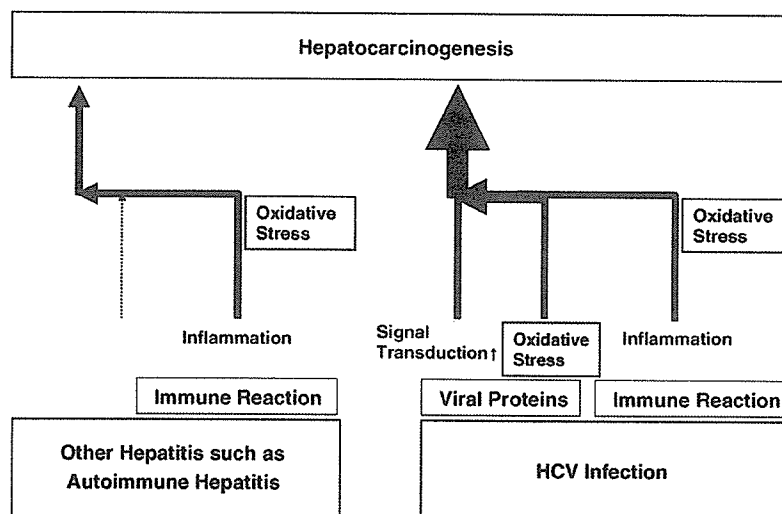 Hepatocarcinogenesis
Oxidative
Stress
Inflammation
Immune Reaction
Other Hepatitis such as
Autoimmune Hepatitis
Oxidative
Stress
Signal
Transduction↑
Oxidative
Stress
Inflammation
Viral Proteins
Immune Reaction
HCV Infection